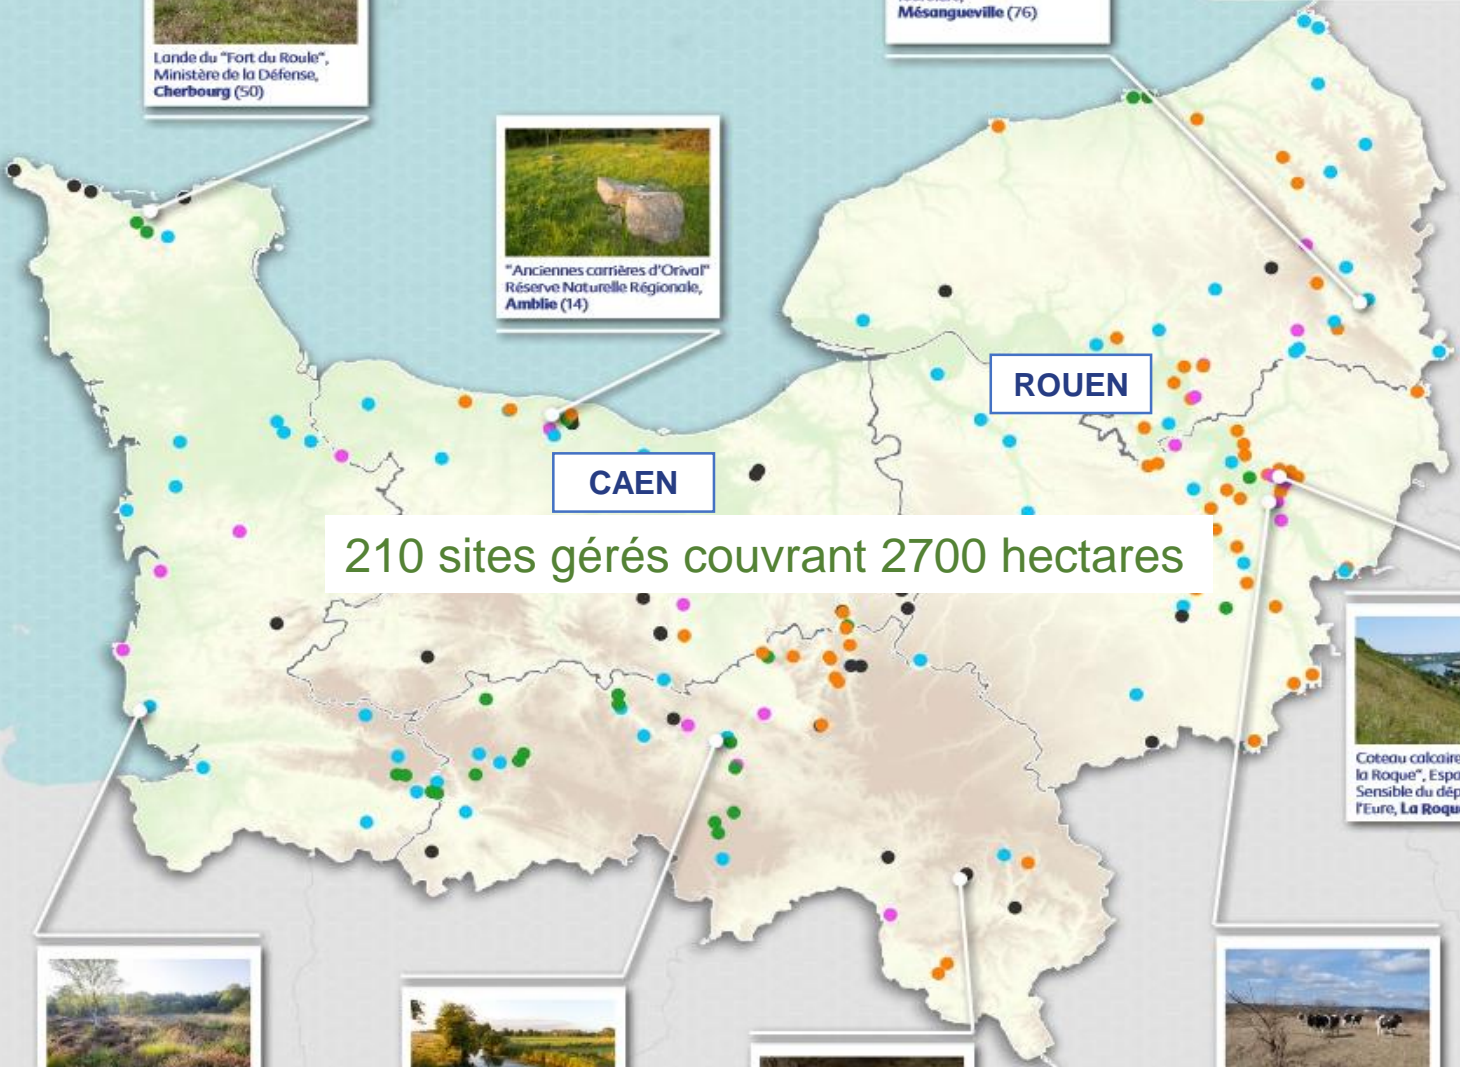 Lande du "Fort du Roule",
Ministère de la Défense,
Cherbourg (50)
Mésangueville (76)
"Anciennes carrières d'Orival"
Réserve Naturelle Régionale,
Amblie (14)
ROUEN
CAEN
210 sites gérés couvrant 2700 hectares
Coteau calcaire
la Roque", Espa
Sensible du dép
l'Eure, La Roqu